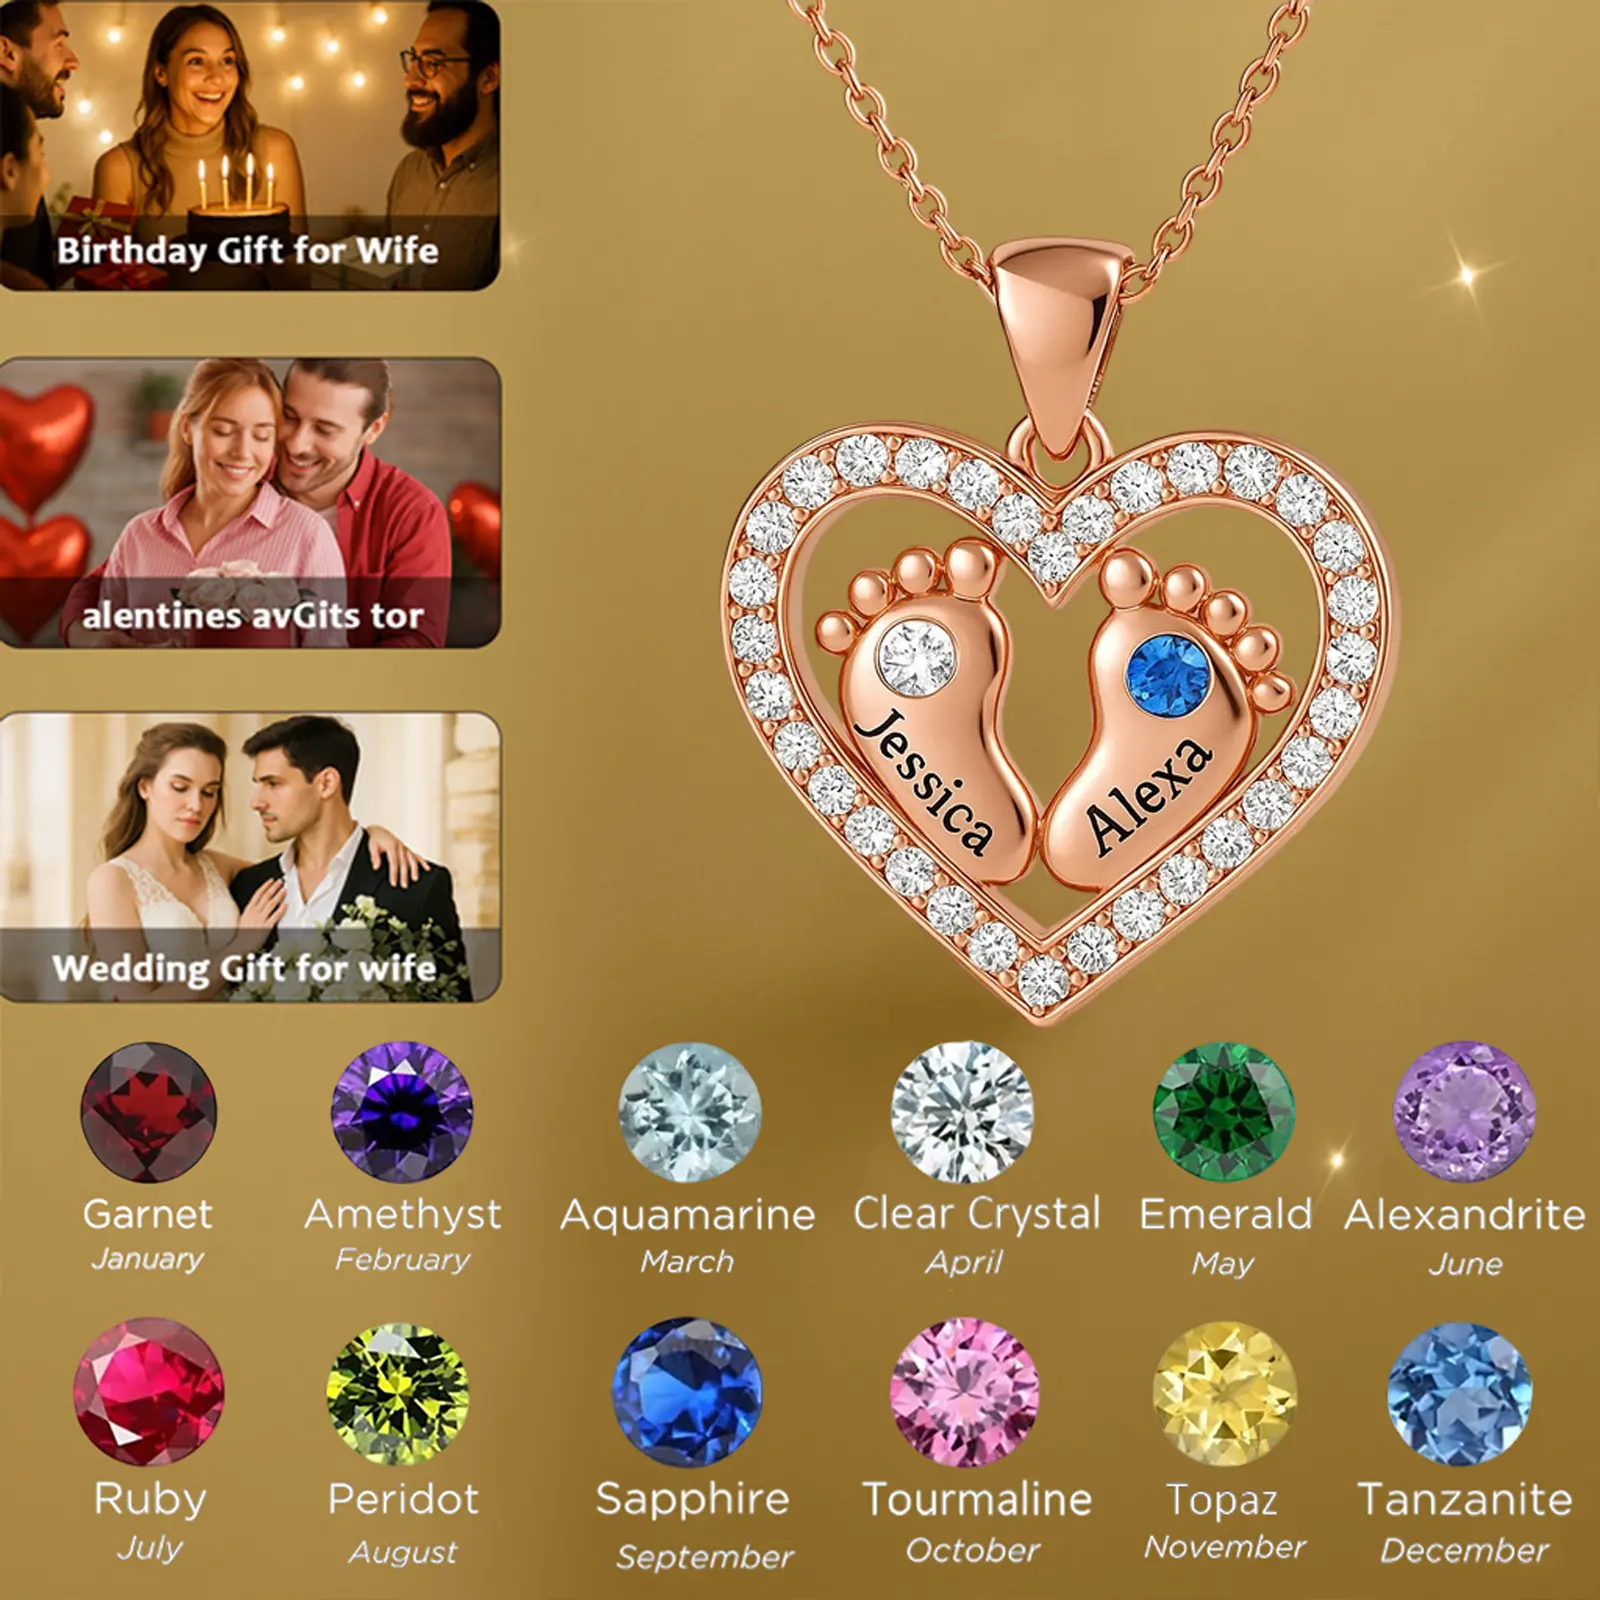 Birthday Gift for Wife
alentines avGits tor
Wedding Gift for wife
Jessica
Alexa
Garnet
January
Amethyst
February
Aquamarine
March
Clear Crystal
April
Emerald
May
Alexandrite
June
Ruby
July
Peridot
August
Sapphire
September
Tourmaline
October
Topaz
November
Tanzanite
December